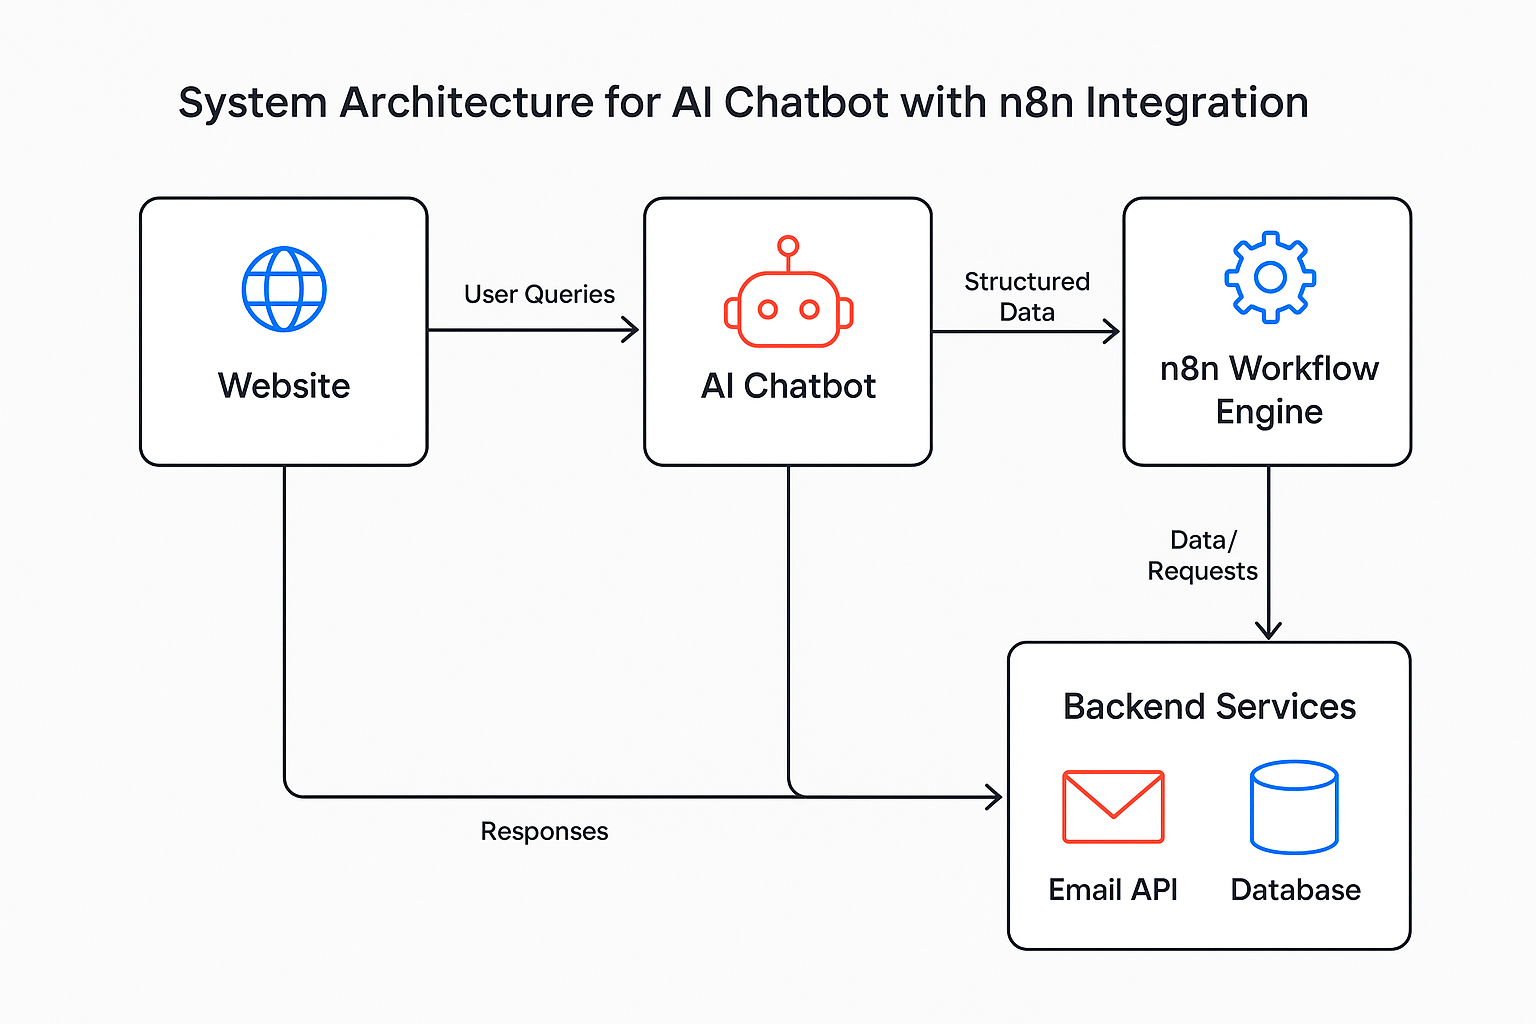 System Architecture for AI Chatbot with n8n Integration
Website
User Queries
AI Chatbot
Structured
Data
n8n Workflow
Engine
Data/
Requests
Backend Services
Email API
Database
Responses